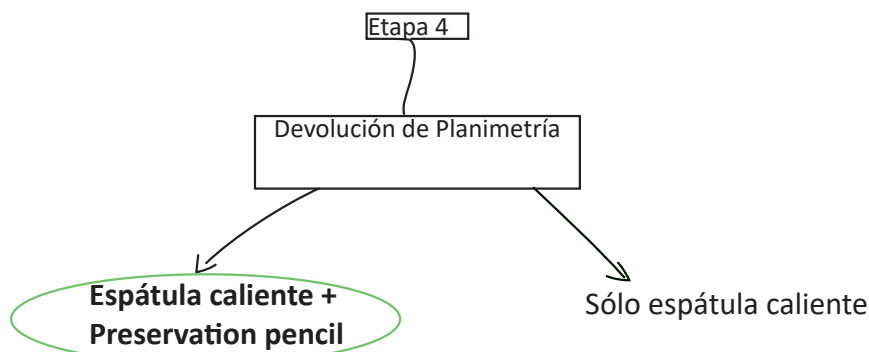 Etapa 4
Devolución de Planimetría
Espátula caliente +
Preservation pencil
Sólo espátula caliente